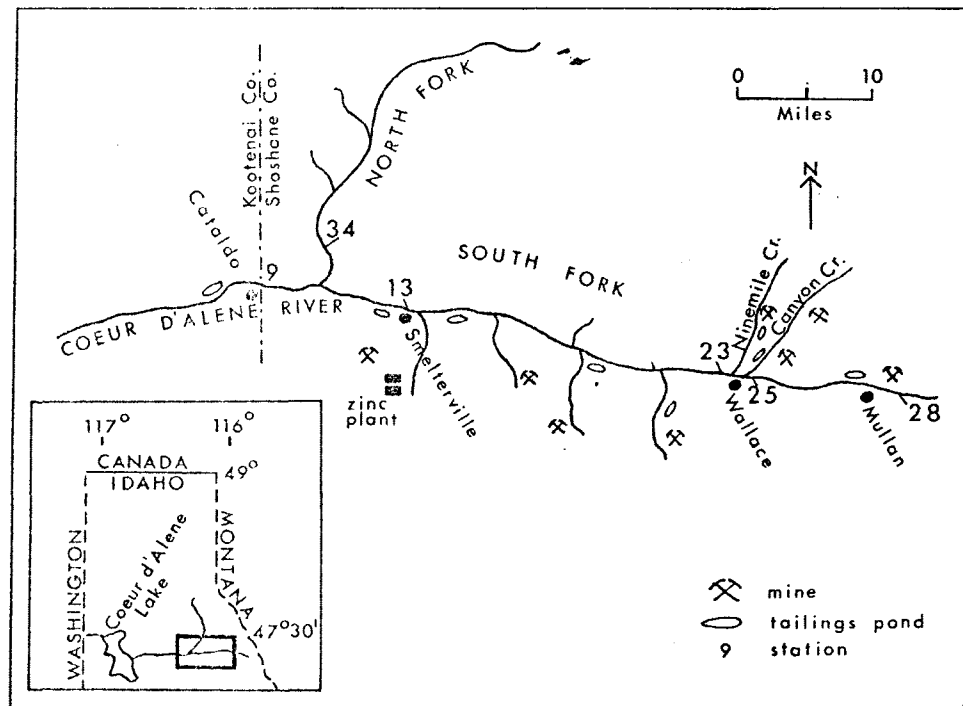 0 10
Miles
N
NORTH FORK
Kootenai Co.
Shoshone Co.
Cataldo
9
34
SOUTH FORK
13
COEUR D'ALENE RIVER
Smelterville
zinc
plant
Ninemile Cr.
Canyon Cr.
23
25
Wallace
28
Mullan
117° 116°
CANADA
IDAHO
49°
WASHINGTON
MONTANA
Coeur d'Alene
Lake
47°30'
mine
tailings pond
9 station